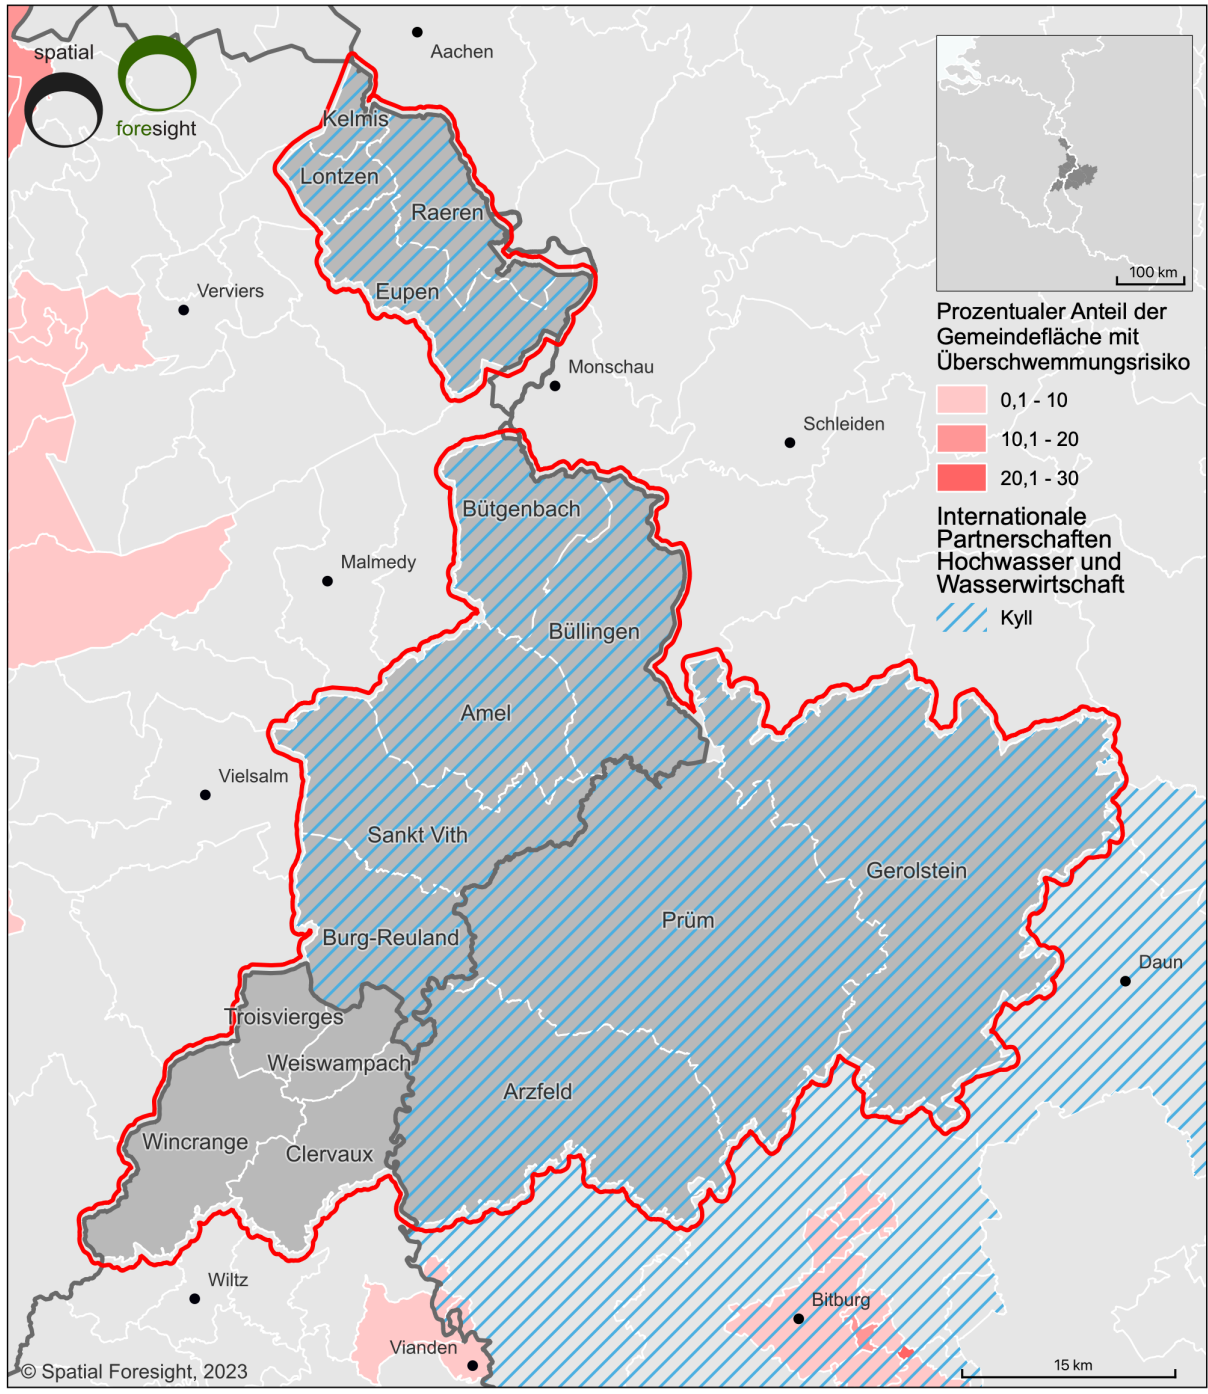 spatial
foresight
Aachen
Kelmis
Lontzen
Raeren
Verviers
Eupen
100 km
Prozentualer Anteil der
Gemeindefläche mit
Überschwemmungsrisiko
0,1 - 10
10,1 - 20
20,1 - 30
Internationale
Partnerschaften
Hochwasser und
Wasserwirtschaft
Kyll
Monschau
Schleiden
Bütgenbach
Malmedy
Büllingen
Amel
Vielsalm
Sankt Vith
Gerolstein
Prüm
Burg-Reuland
Daun
Troisvierges
Weiswampach
Arzfeld
Wincrange
Clervaux
Wiltz
Bitburg
Vianden
© Spatial Foresight, 2023
15 km